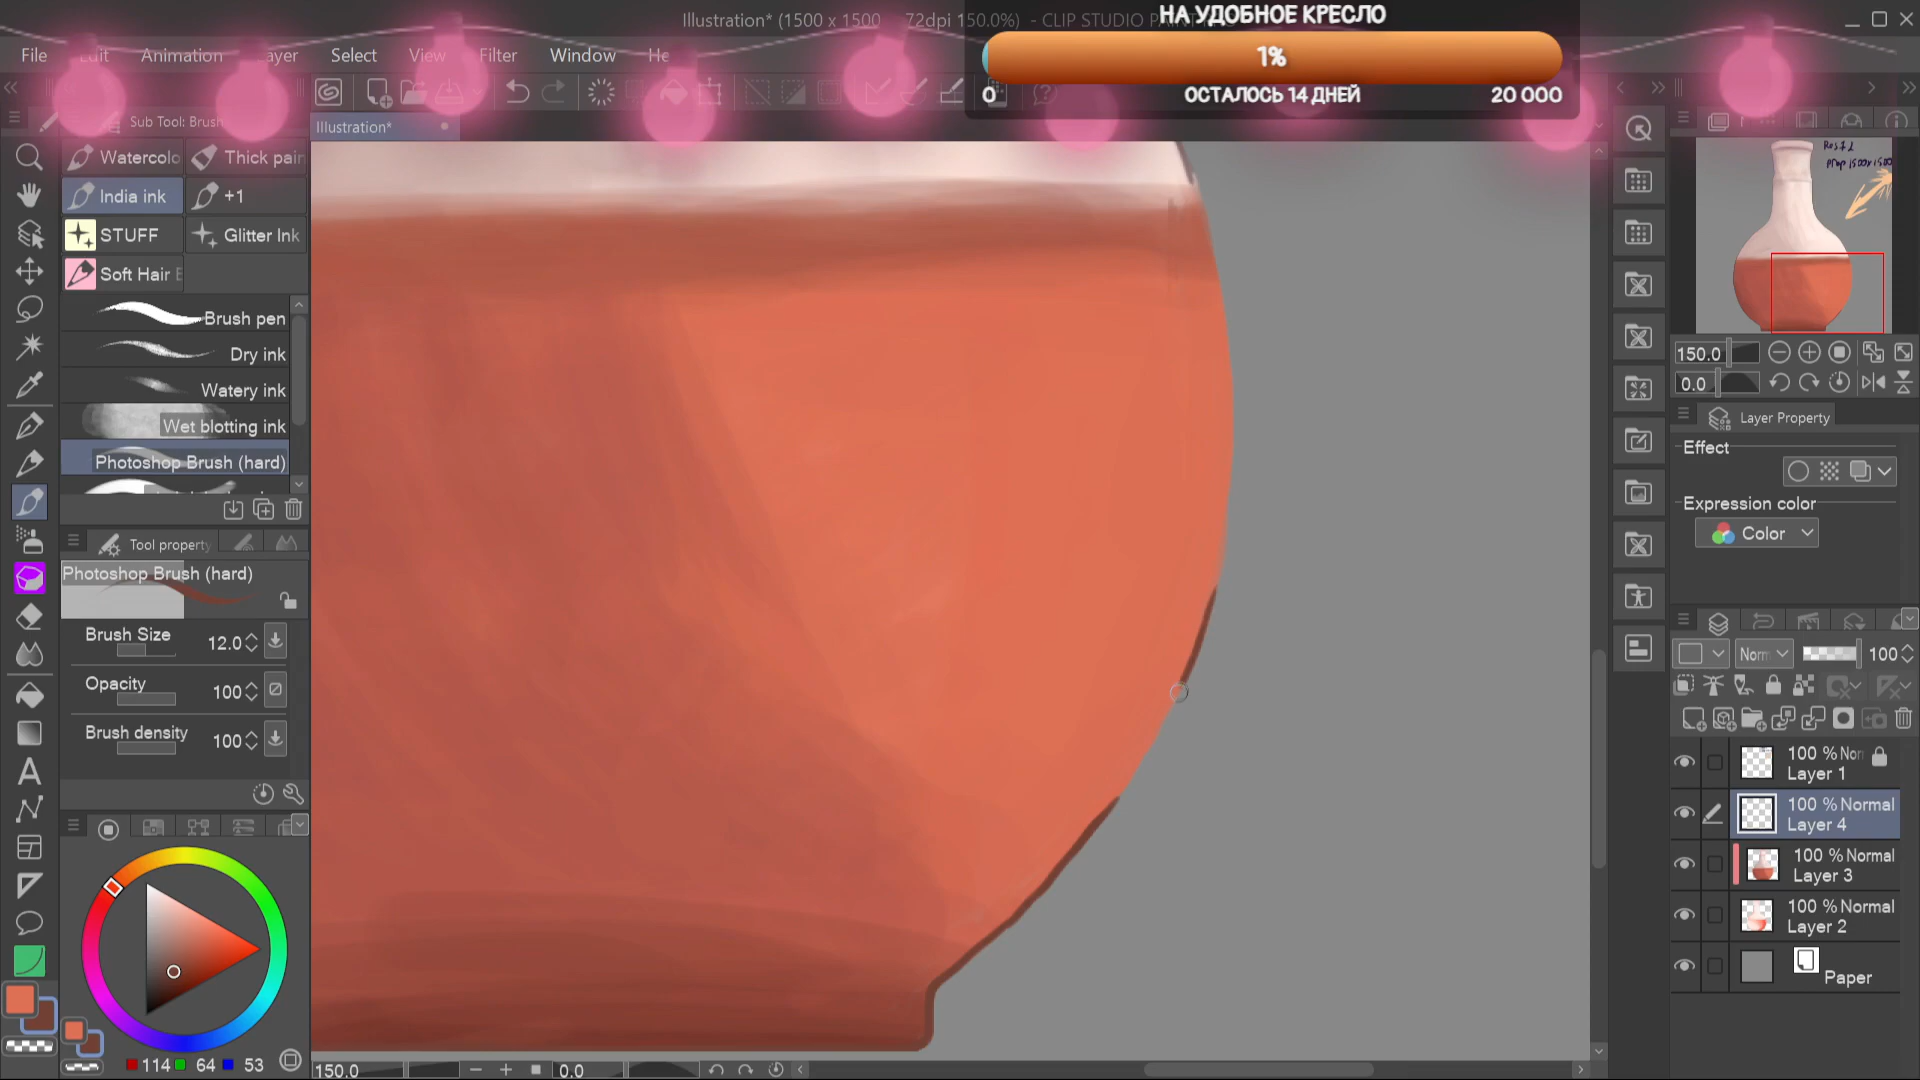 Illustration* (1500 x 1500 72dpi 150.0%) - CLIP STUDIO
НА УДОБНОЕ КРЕСЛО
1%
0 ОСТАЛОСЬ 14 ДНЕЙ 20 000
File Edit Animation Layer Select View Filter Window
Sub Tool: Brush
Illustration*
Watercolo
Thick pain
India ink
+1
STUFF
Glitter Ink
Soft Hair
Brush pen
Dry ink
Watery ink
Wet blotting ink
Photoshop Brush (hard)
Tool property
Photoshop Brush (hard)
Brush Size 12.0
Opacity 100
Brush density 100
114 64 53
150.0 0.0
1500x1500
150.0
0.0
Layer Property
Effect
Expression color
Color
Norm 100
100 % Nor
Layer 1
100 % Normal
Layer 4
100 % Normal
Layer 3
100 % Normal
Layer 2
Paper